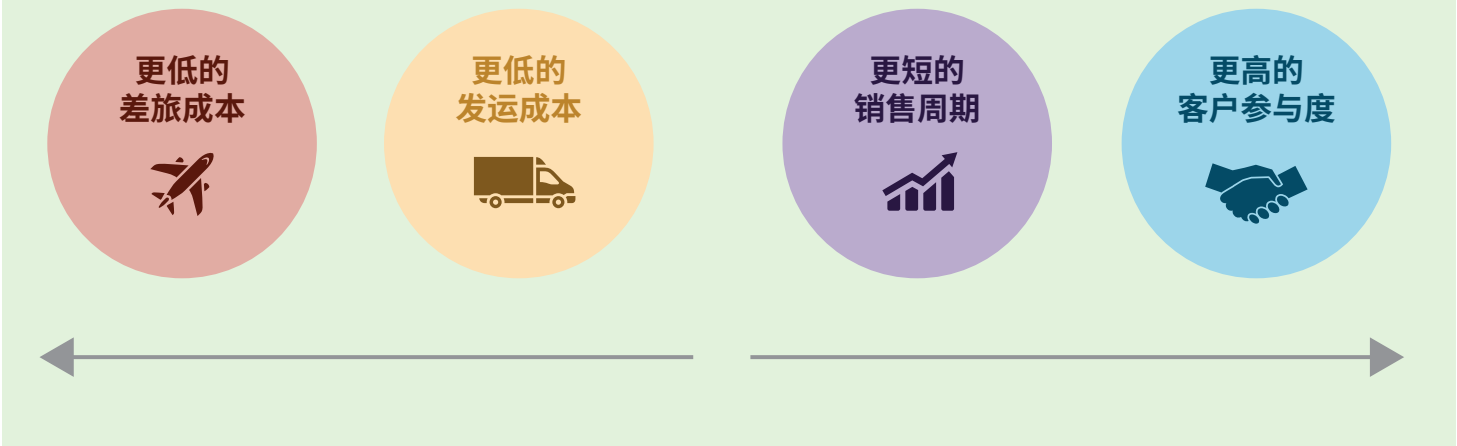 更低的
差旅成本
更低的
发运成本
更短的
销售周期
更高的
客户参与度